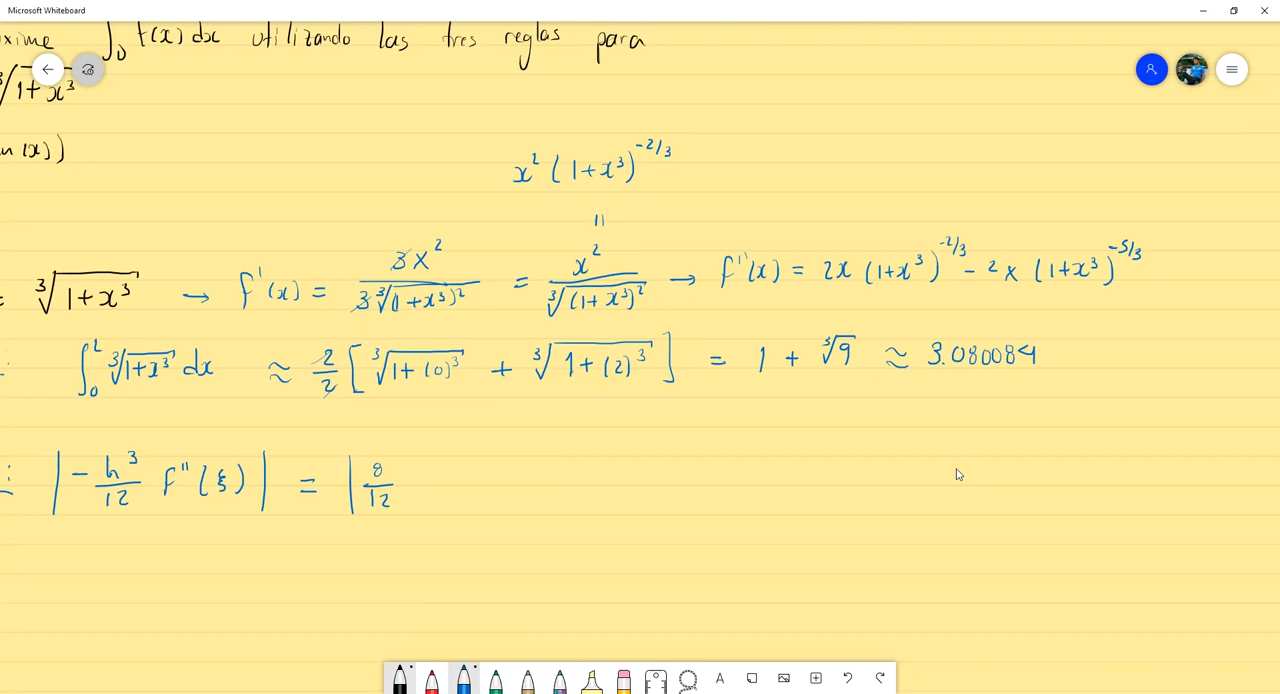 Microsoft Whiteboard
xime ∫₀ f(x) dx utilizando las tres reglas para
∛(1+x³)
n (x))
x² (1+x³)^(-2/3)
=
= ∛(1+x³) → f'(x) = 3x² / (3∛(1+x³)²) = x² / ∛((1+x³)²) → f''(x) = 2x (1+x³)^(-2/3) - 2x (1+x³)^(-5/3)
: ∫₀² ∛(1+x³) dx ≈ 2/2 [ ∛(1+(0)³) + ∛(1+(2)³) ] = 1 + ∛9 ≈ 3.080084
: | - h³/12 f''(ξ) | = | 8/12
A